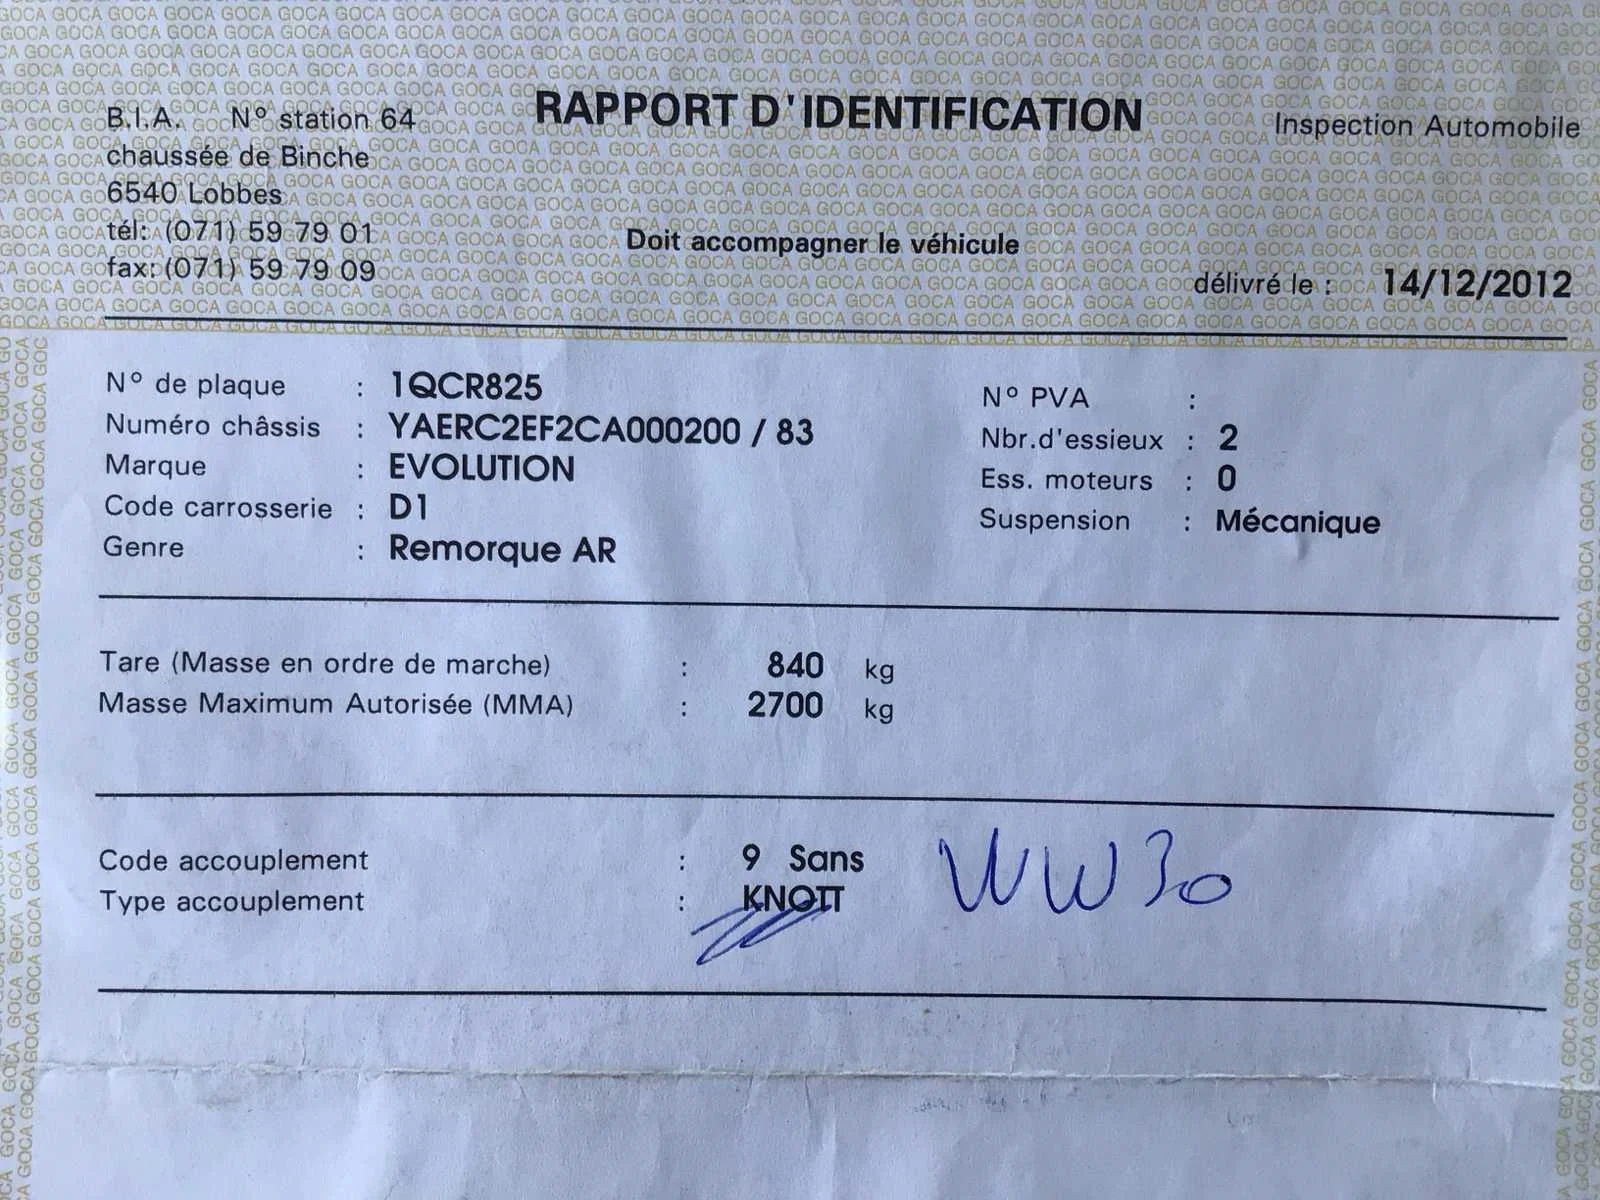 B.I.A. N° station 64
chaussée de Binche
6540 Lobbes
tél: (071) 59 79 01
fax: (071) 59 79 09
RAPPORT D'IDENTIFICATION
Doit accompagner le véhicule
Inspection Automobile
délivré le : 14/12/2012
N° de plaque : 1QCR825
Numéro châssis : YAERC2EF2CA000200 / 83
Marque : EVOLUTION
Code carrosserie : D1
Genre : Remorque AR
N° PVA :
Nbr.d'essieux : 2
Ess. moteurs : 0
Suspension : Mécanique
Tare (Masse en ordre de marche) : 840 kg
Masse Maximum Autorisée (MMA) : 2700 kg
Code accouplement : 9 Sans
Type accouplement : KNOTT
WW30